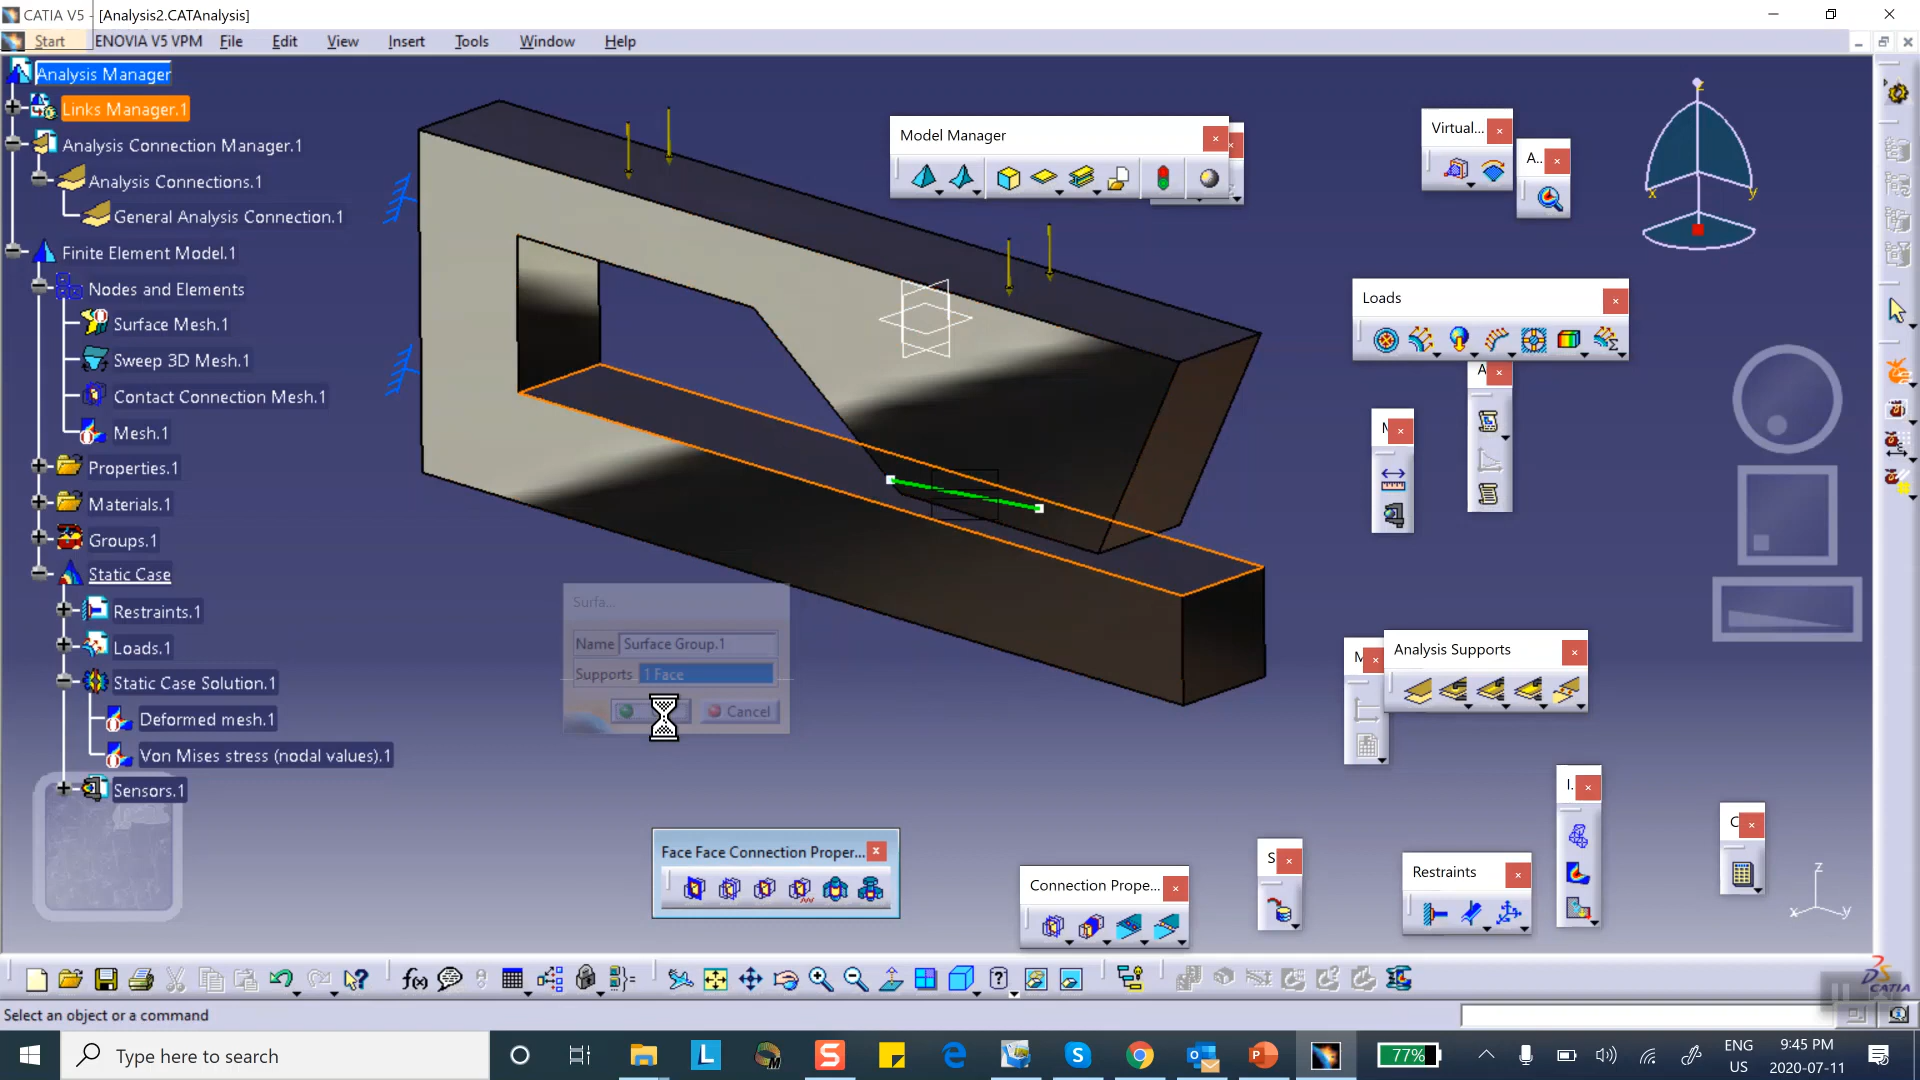 CATIA V5 - [Analysis2.CATAnalysis]
Start ENOVIA V5 VPM File Edit View Insert Tools Window Help
Analysis Manager
Links Manager.1
Analysis Connection Manager.1
Analysis Connections.1
General Analysis Connection.1
Finite Element Model.1
Nodes and Elements
Surface Mesh.1
Sweep 3D Mesh.1
Contact Connection Mesh.1
Mesh.1
Properties.1
Materials.1
Groups.1
Static Case
Restraints.1
Loads.1
Static Case Solution.1
Deformed mesh.1
Von Mises stress (nodal values).1
Sensors.1
Model Manager
Virtual...
A..
z
x y
Loads
A
Analysis Supports
Surfa...
Name Surface Group.1
Supports 1 Face
Cancel
Face Face Connection Proper...
Connection Prope...
S
Restraints
I.
C
z
x y
CATIA
Select an object or a command
Type here to search
77%
ENG
US
9:45 PM
2020-07-11